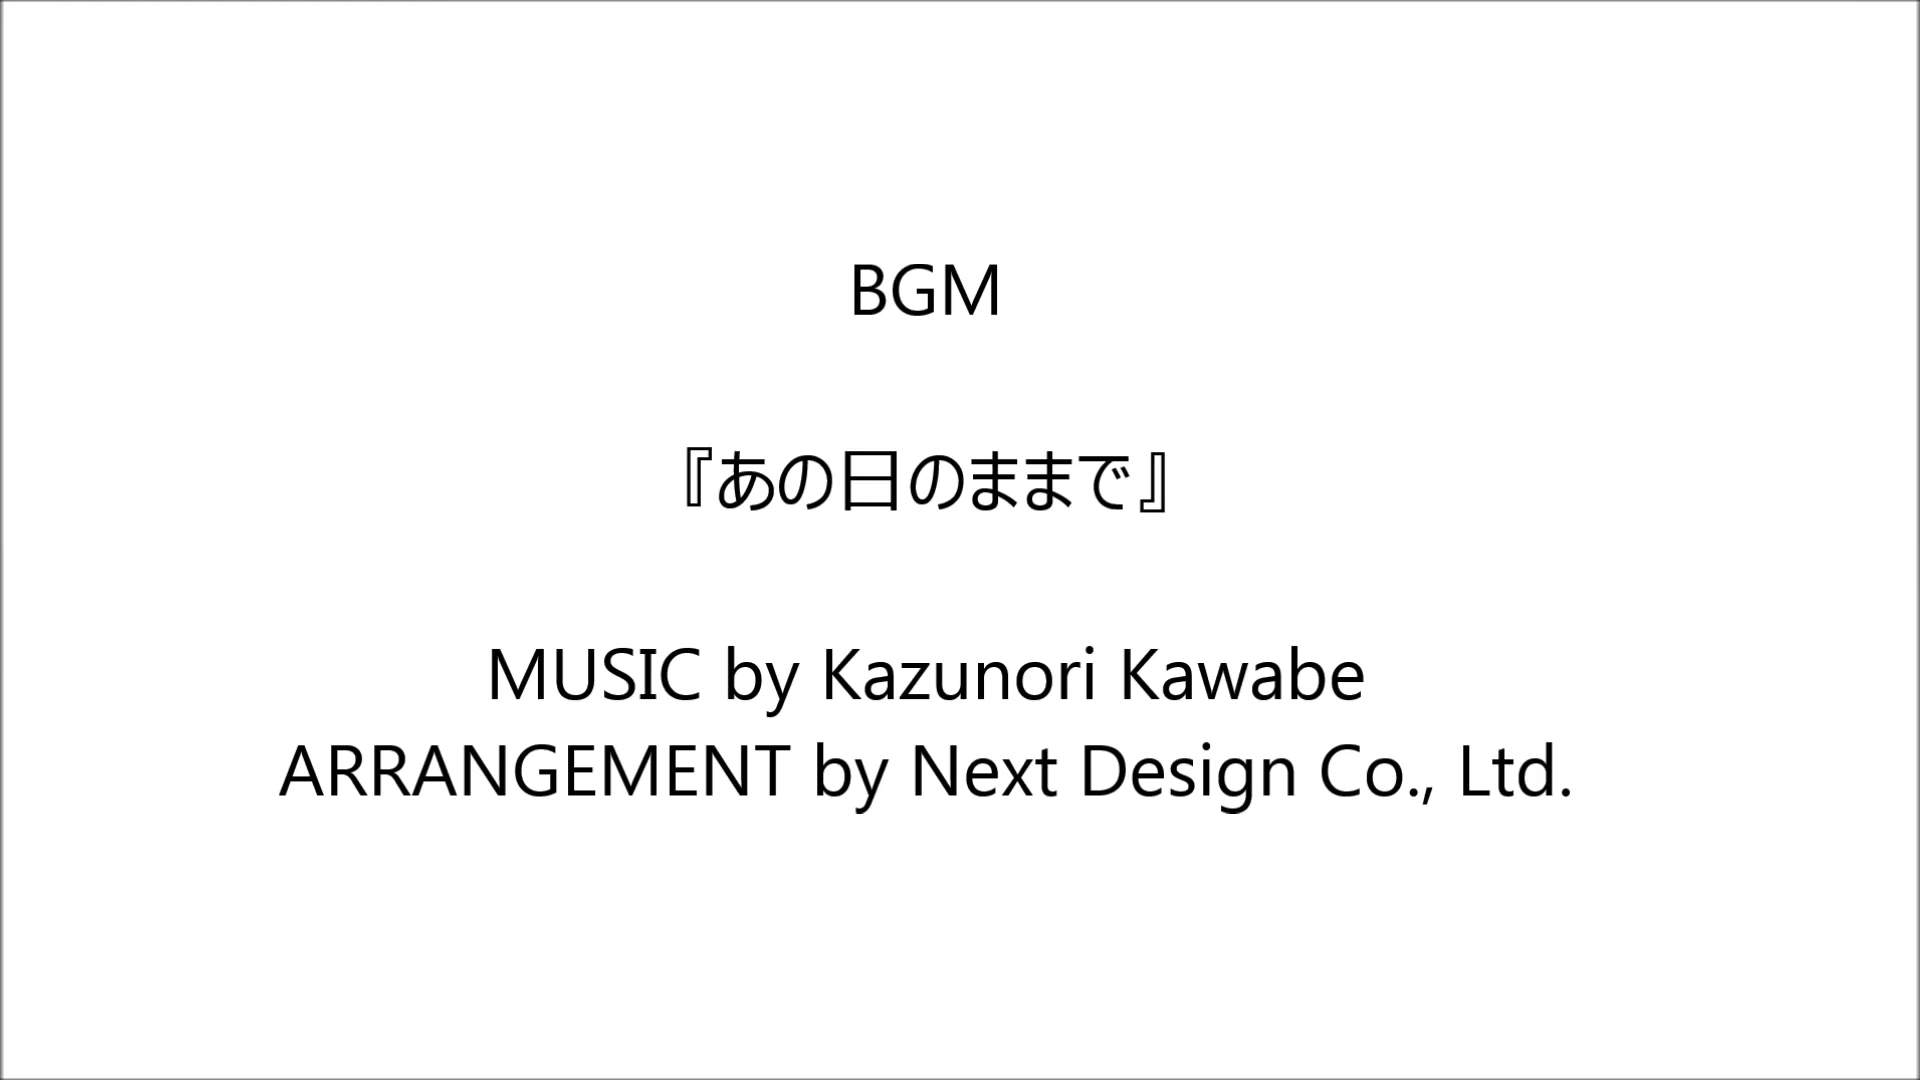 BGM
『あの日のままで』
MUSIC by Kazunori Kawabe
ARRANGEMENT by Next Design Co., Ltd.